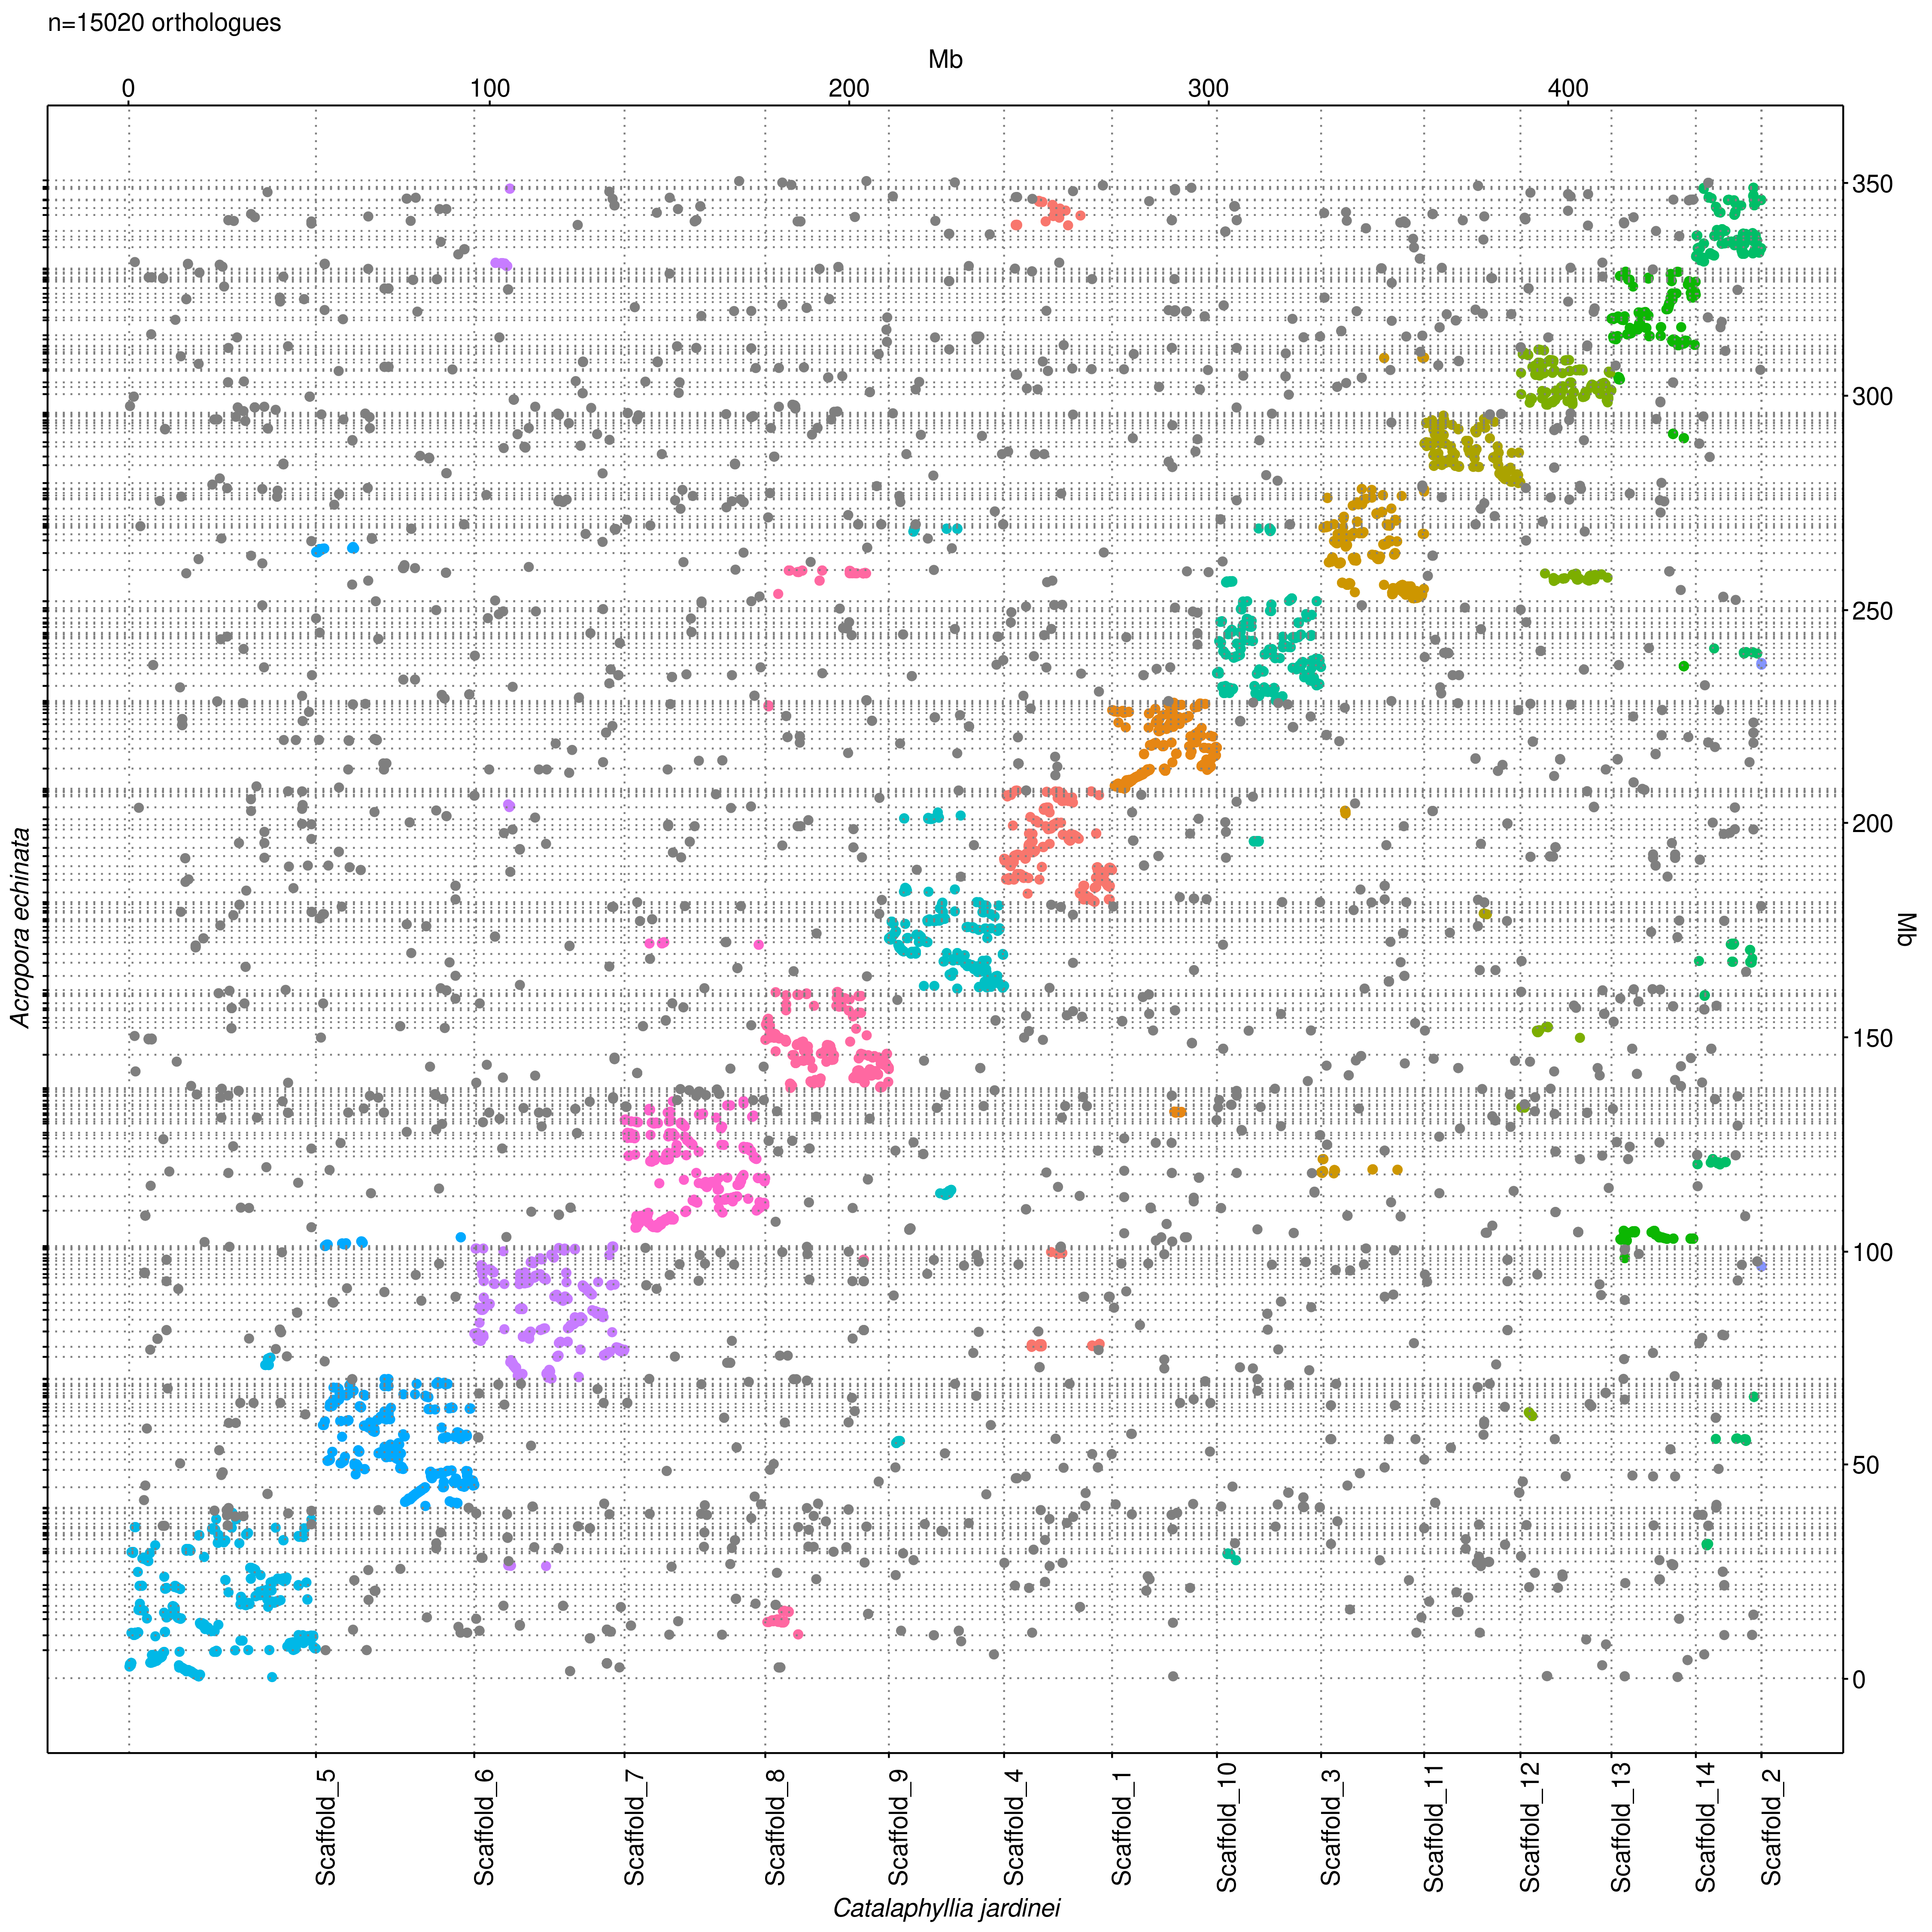 n=15020 orthologues
Mb
0 100 200 300 400
350
300
250
200
150
100
50
0
Mb
Acropora echinata
Scaffold_5
Scaffold_6
Scaffold_7
Scaffold_8
Scaffold_9
Scaffold_4
Scaffold_1
Scaffold_10
Scaffold_3
Scaffold_11
Scaffold_12
Scaffold_13
Scaffold_14
Scaffold_2
Catalaphyllia jardinei